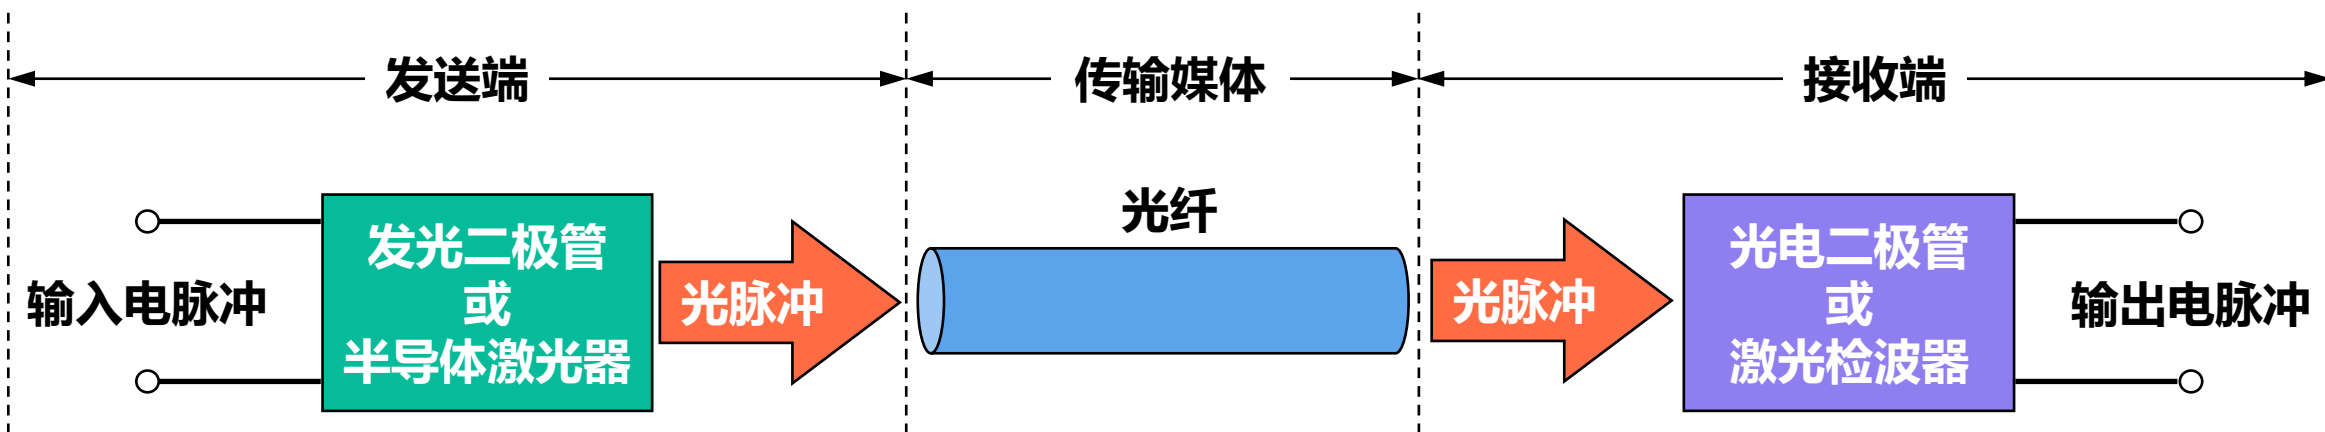 发送端
传输媒体
接收端
输入电脉冲
发光二极管
或
半导体激光器
光脉冲
光纤
光脉冲
光电二极管
或
激光检波器
输出电脉冲